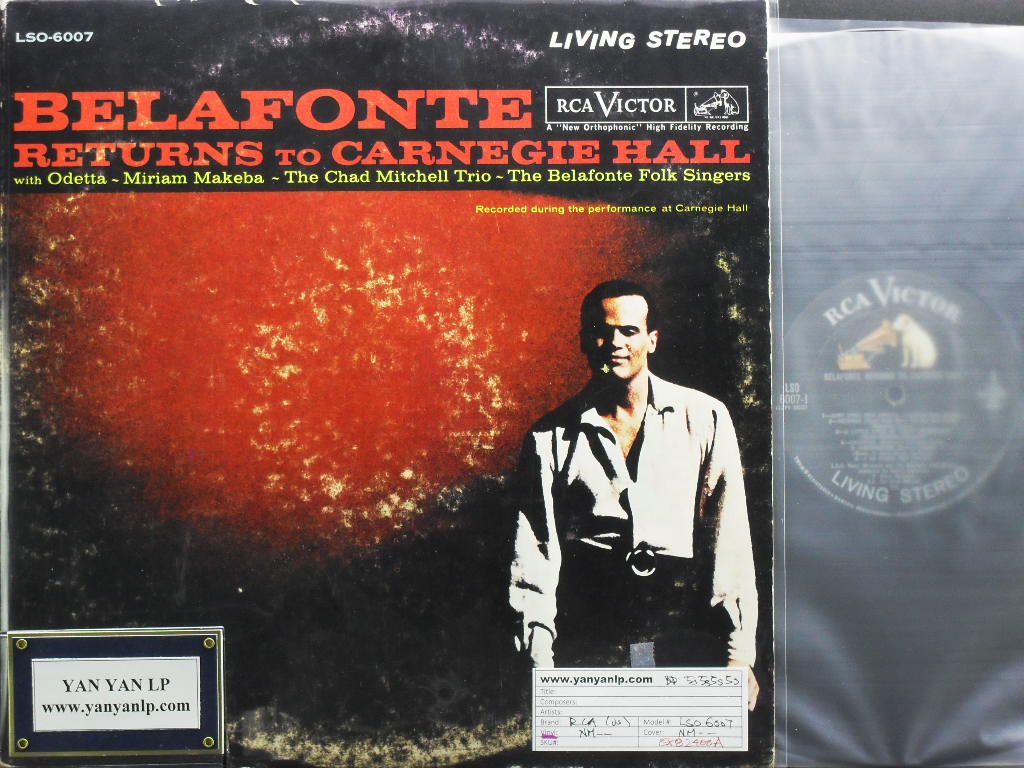 LSO-6007
LIVING STEREO
BELAFONTE
RCA VICTOR
A "New Orthophonic" High Fidelity Recording
RETURNS TO CARNEGIE HALL
with Odetta ~ Miriam Makeba ~ The Chad Mitchell Trio ~ The Belafonte Folk Singers
Recorded during the performance at Carnegie Hall
RCA VICTOR
LSO
6007-1
LIVING STEREO
YAN YAN LP
www.yanyanlp.com
www.yanyanlp.com
Title:
Composers:
Artists:
Brand: RCA (US) Model#: LSO 6007
Vinyl: NM-- Cover: NM--
SKU#: